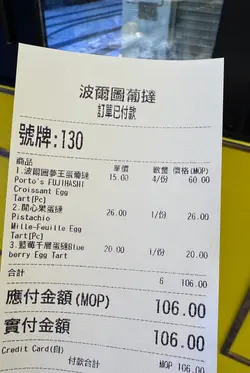 波爾圖葡撻
訂單已付款
號牌:130
商品 單價 數量 價格(MOP)
1.波爾圖夢王蛋葡撻 15.00 4/份 60.00
Porto's FUJIHASHI
Croissant Egg
Tart[Pc]
2.開心果蛋撻 26.00 1/份 26.00
Pistachio
Mille-Feuille Egg
Tart[Pc]
3.藍莓千層蛋撻Blue 20.00 1/份 20.00
berry Egg Tart
合計 6 106.00
應付金額(MOP) 106.00
實付金額 106.00
Credit Card(自)
付款合計 MOP 106.00